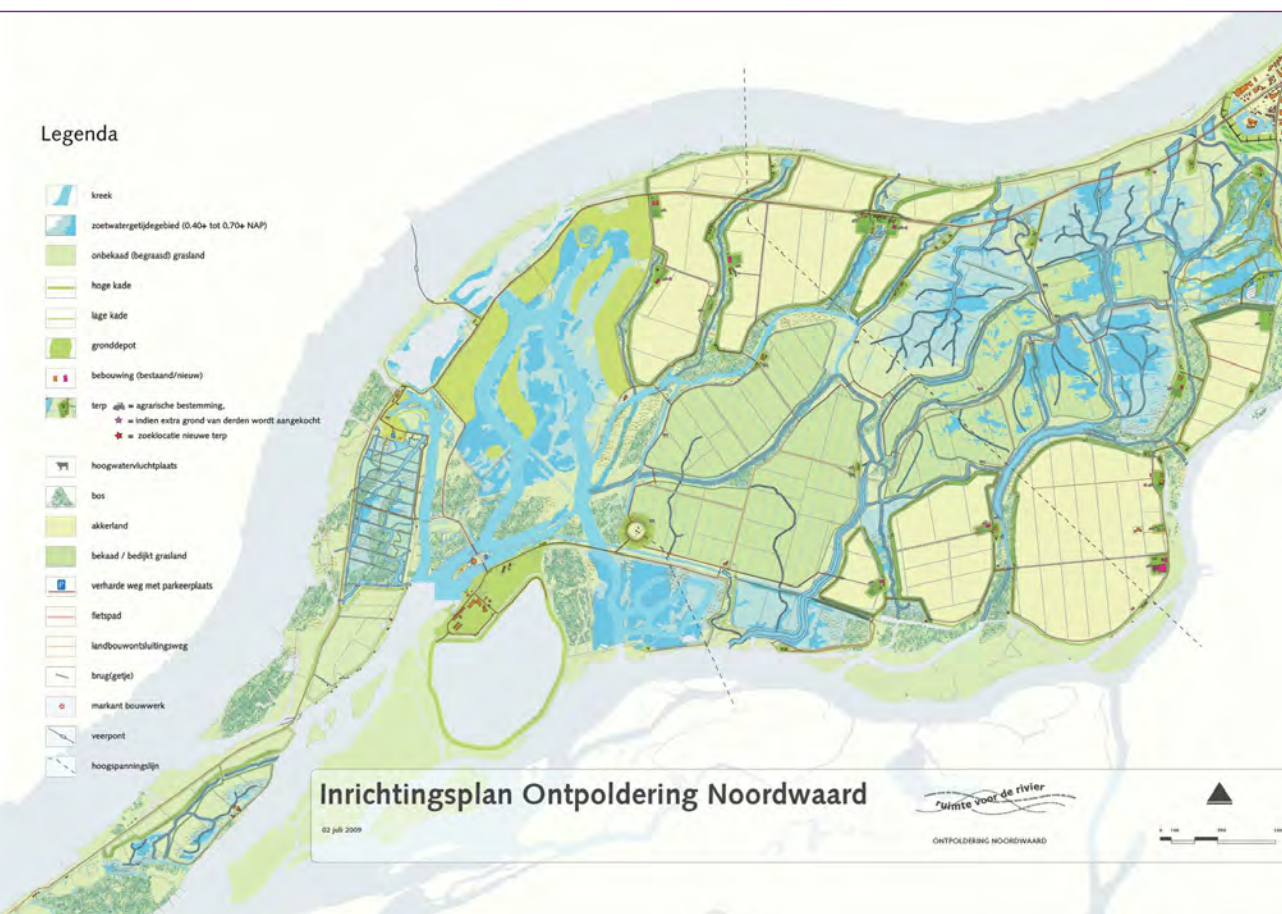 Legenda
kreek
zoetwatergetijdegebied (0.40+ tot 0.70+ NAP)
onbekaad (begraasd) grasland
hoge kade
lage kade
gronddepot
bebouwing (bestaand/nieuw)
terp = agrarische bestemming,
= indien extra grond van derden wordt aangekocht
= zoeklocatie nieuwe terp
hoogwatervluchtplaats
bos
akkerland
bekaad / bedijkt grasland
P
verharde weg met parkeerplaats
fietspad
landbouwontsluitingsweg
brug(getje)
markant bouwwerk
veerpont
hoogspanningslijn
Inrichtingsplan Ontpoldering Noordwaard
02 juli 2009
ruimte voor de rivier
ONTPOLDERING NOORDWAARD